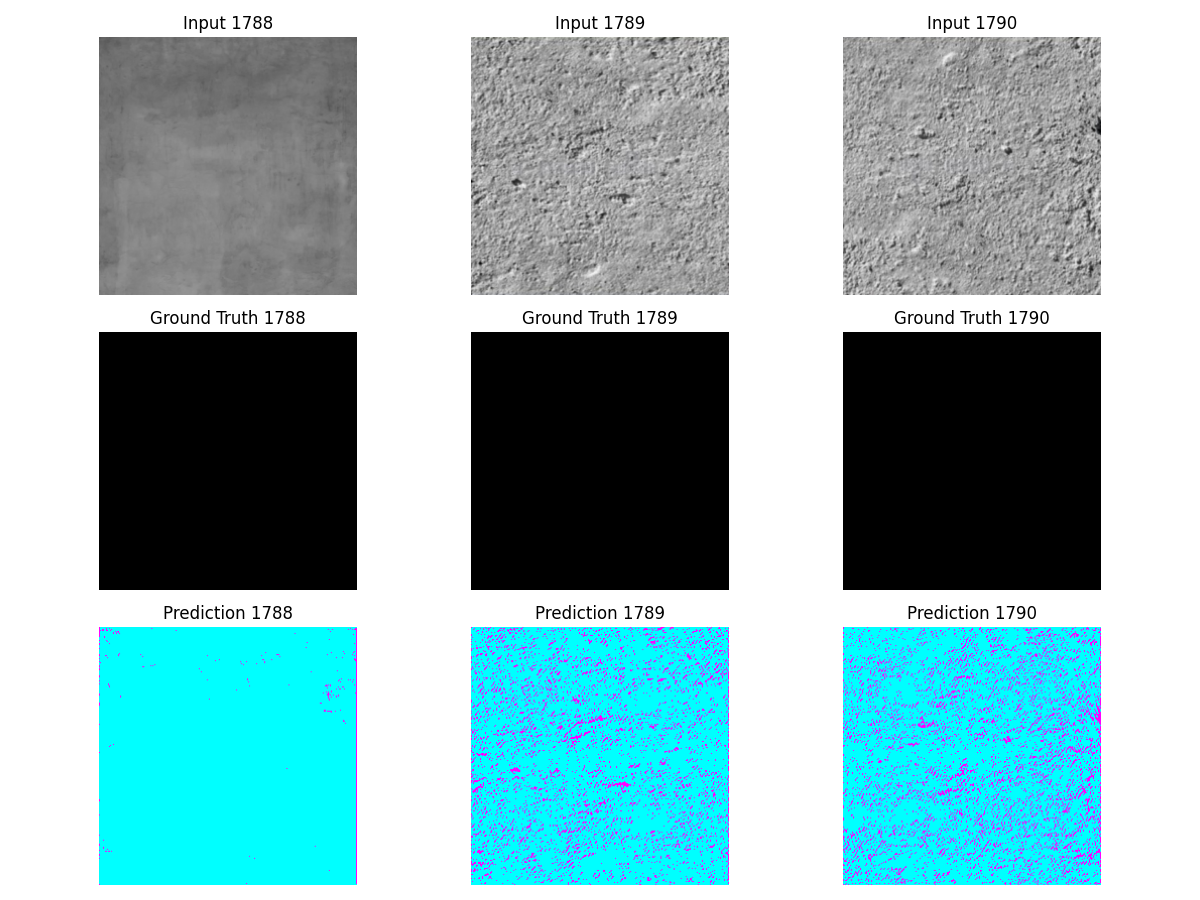 Input 1788
Input 1789
Input 1790
Ground Truth 1788
Ground Truth 1789
Ground Truth 1790
Prediction 1788
Prediction 1789
Prediction 1790